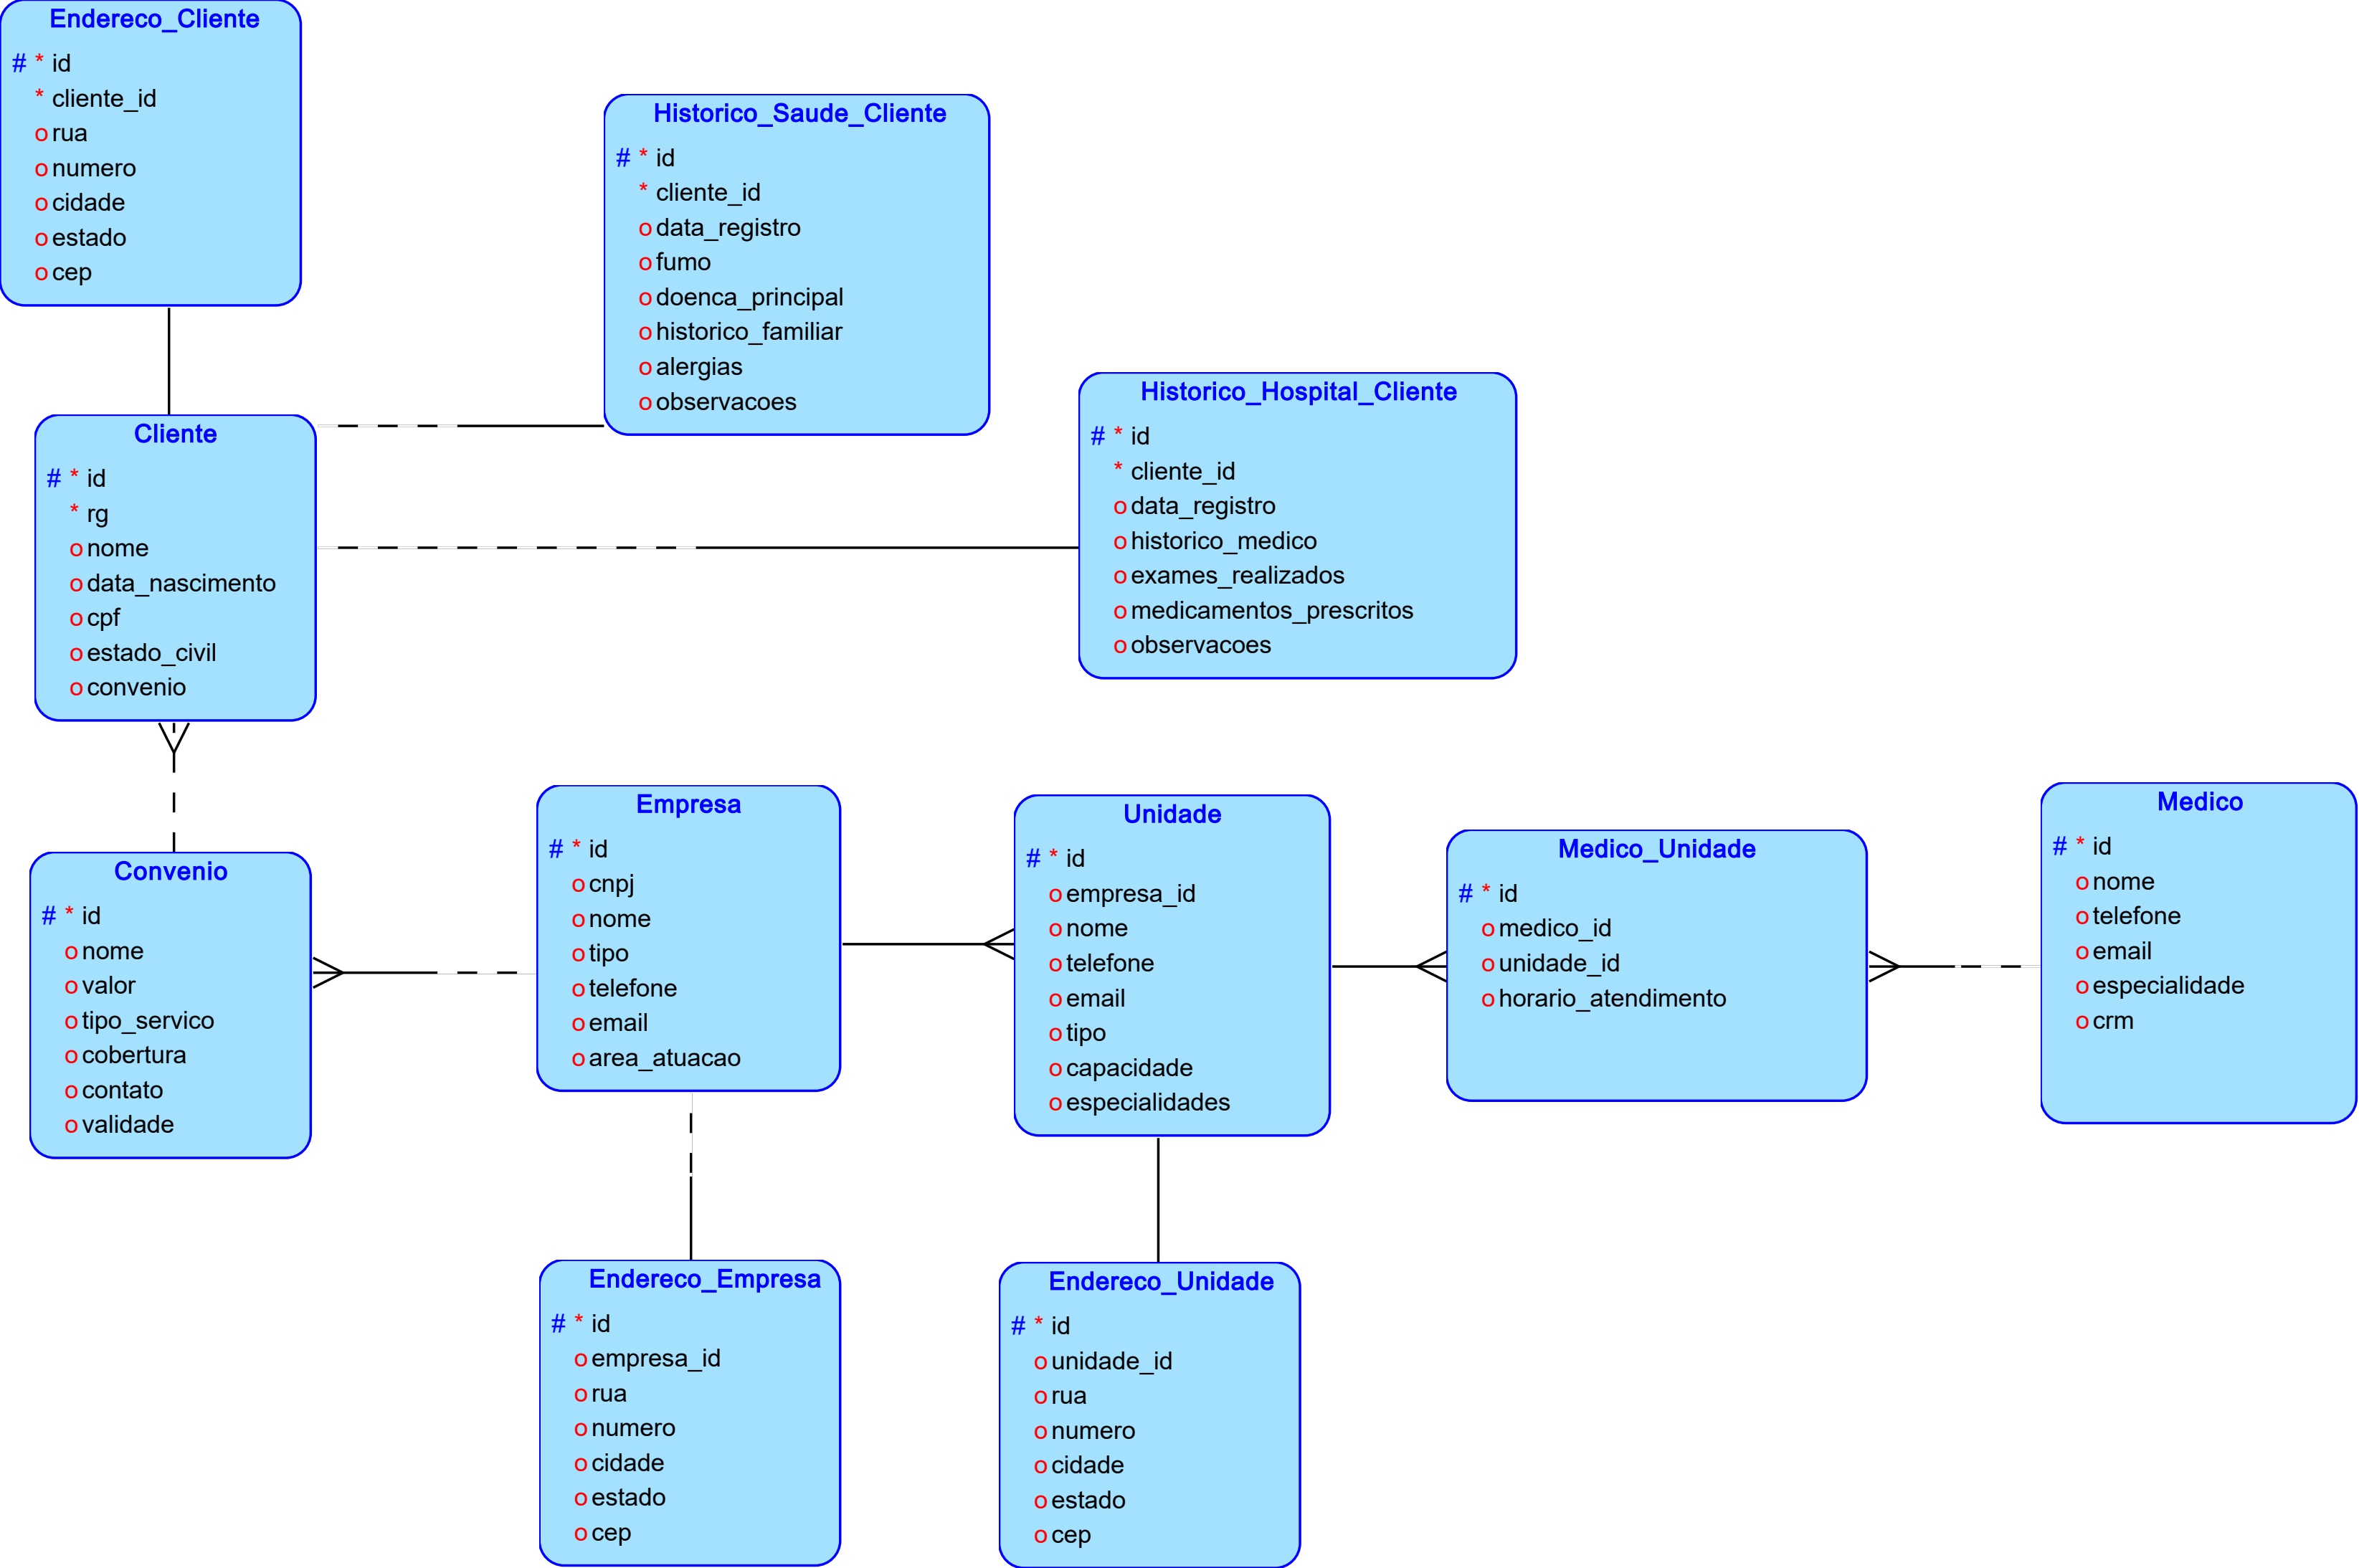 Endereco_Cliente
# * id
* cliente_id
o rua
o numero
o cidade
o estado
o cep
Historico_Saude_Cliente
# * id
* cliente_id
o data_registro
o fumo
o doenca_principal
o historico_familiar
o alergias
o observacoes
Historico_Hospital_Cliente
# * id
* cliente_id
o data_registro
o historico_medico
o exames_realizados
o medicamentos_prescritos
o observacoes
Cliente
# * id
* rg
o nome
o data_nascimento
o cpf
o estado_civil
o convenio
Convenio
# * id
o nome
o valor
o tipo_servico
o cobertura
o contato
o validade
Empresa
# * id
o cnpj
o nome
o tipo
o telefone
o email
o area_atuacao
Unidade
# * id
o empresa_id
o nome
o telefone
o email
o tipo
o capacidade
o especialidades
Medico_Unidade
# * id
o medico_id
o unidade_id
o horario_atendimento
Medico
# * id
o nome
o telefone
o email
o especialidade
o crm
Endereco_Empresa
# * id
o empresa_id
o rua
o numero
o cidade
o estado
o cep
Endereco_Unidade
# * id
o unidade_id
o rua
o numero
o cidade
o estado
o cep